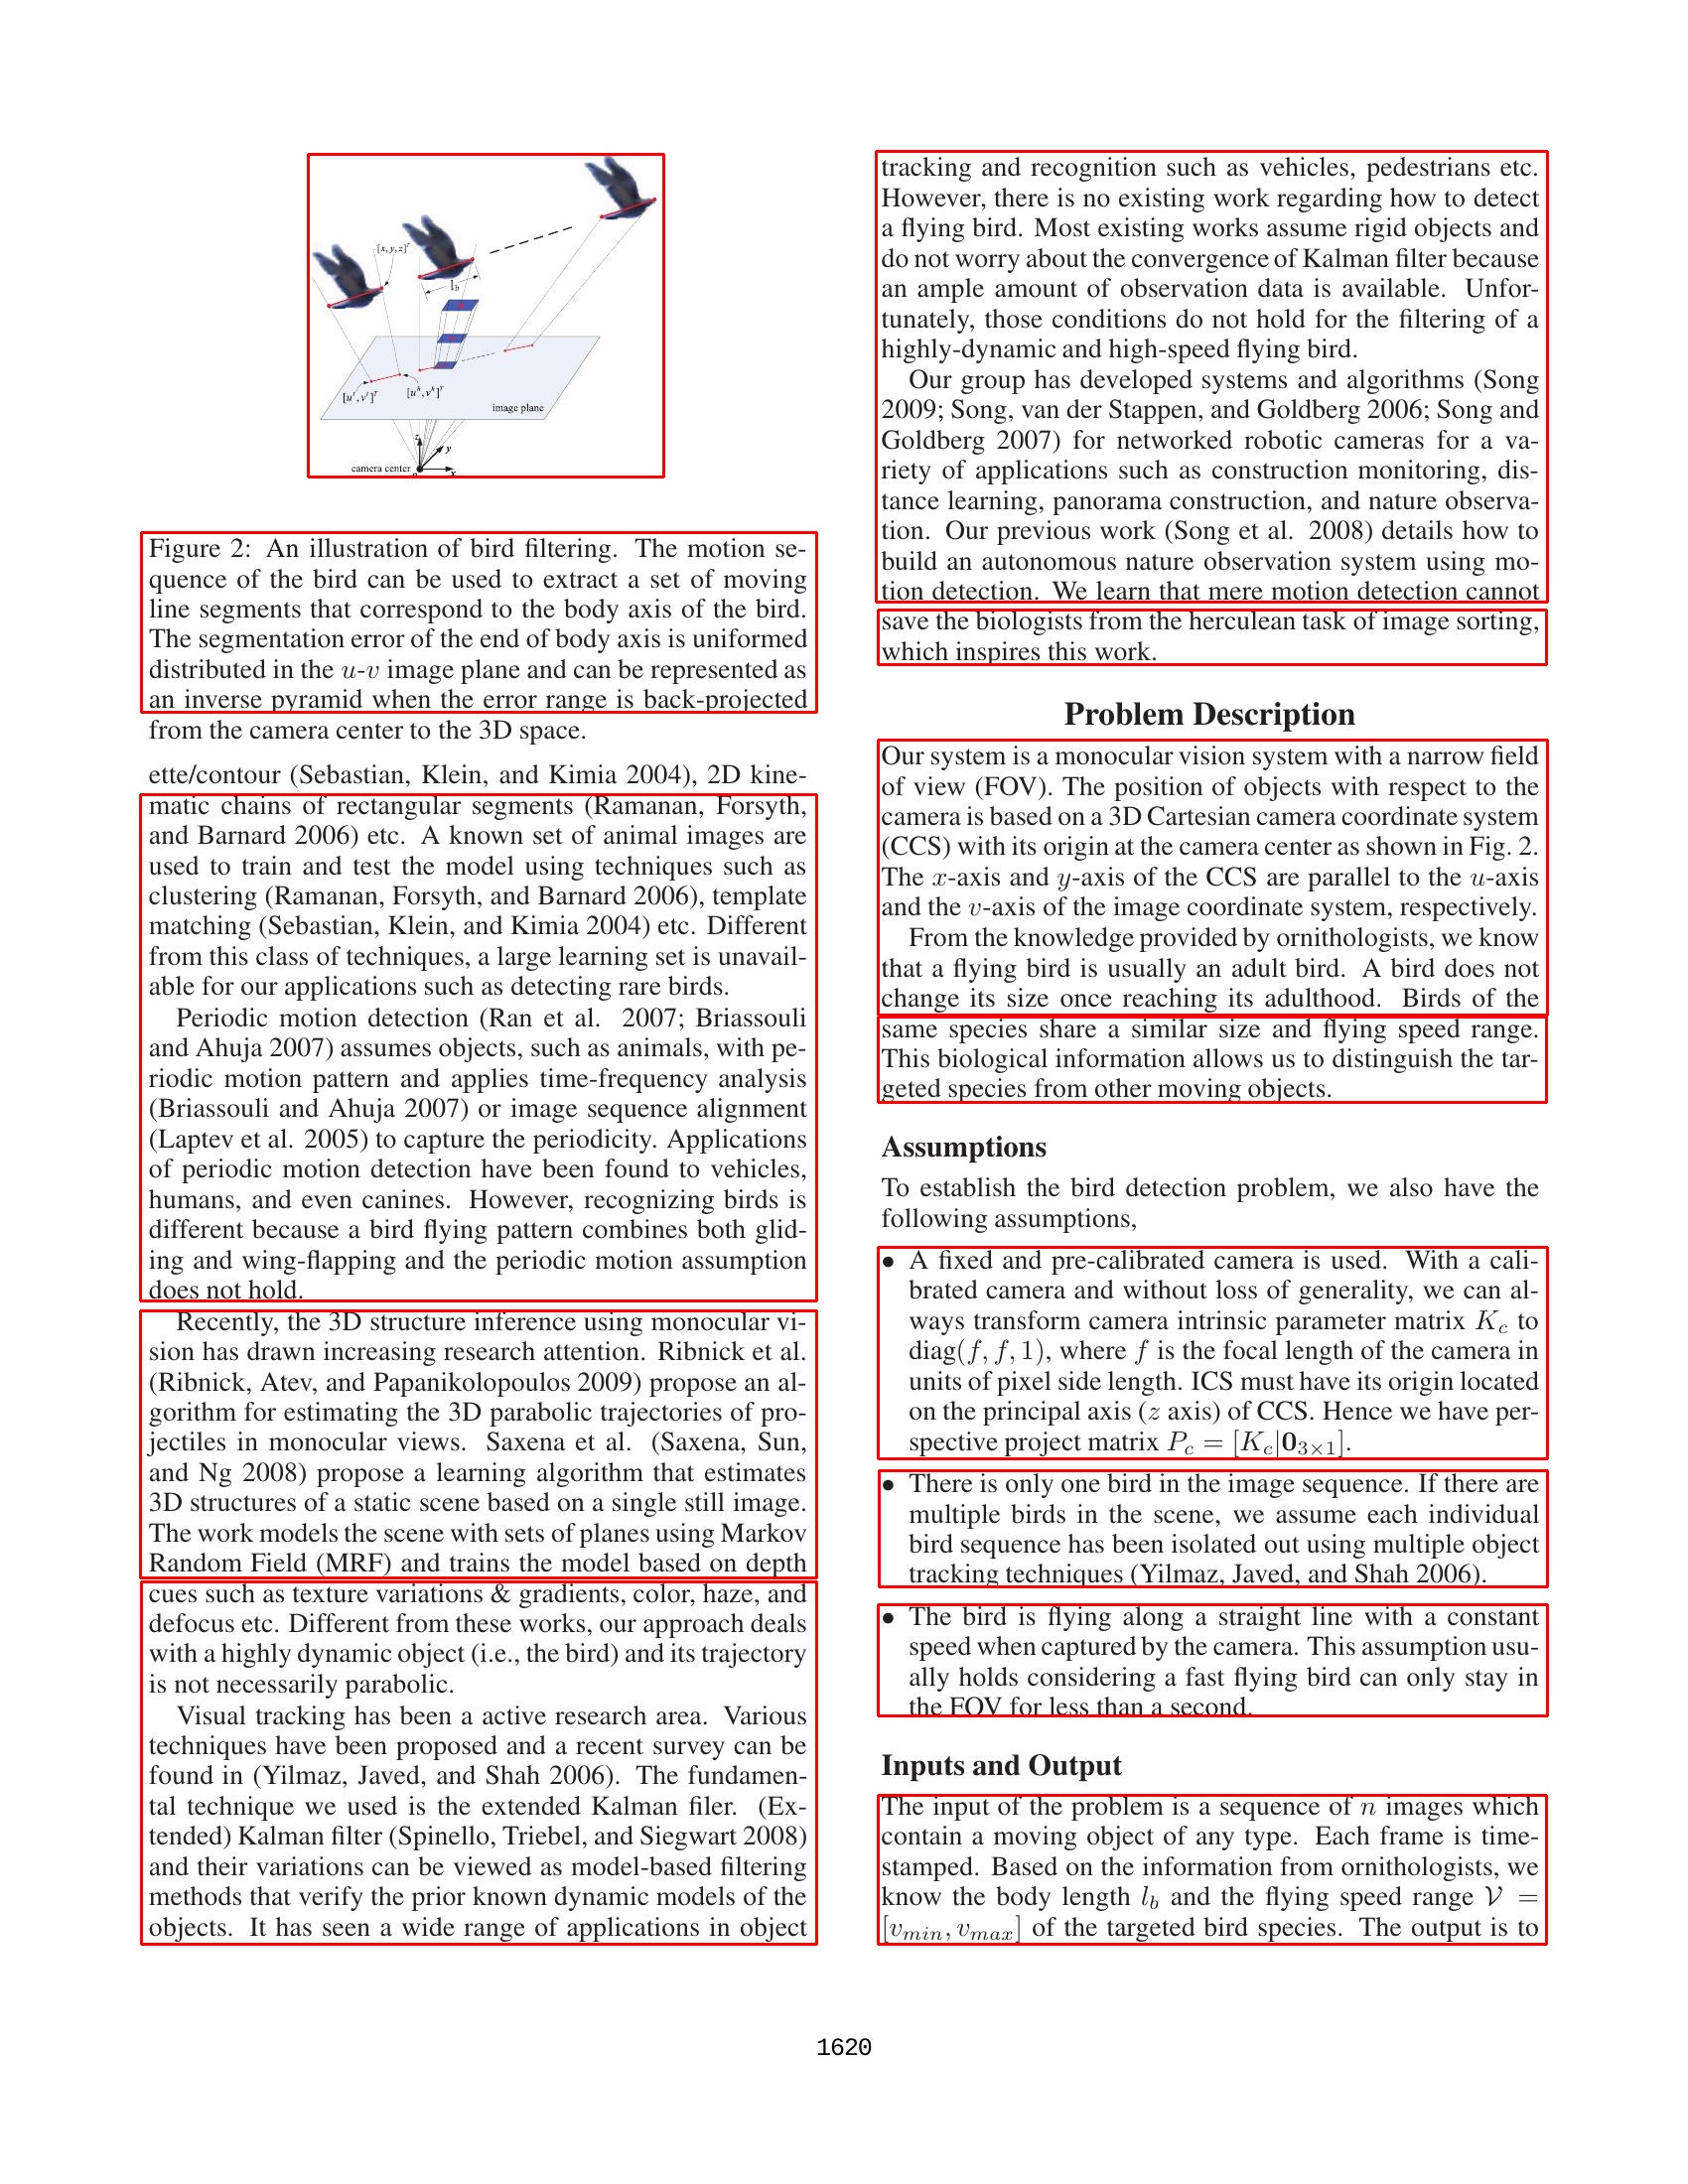 [x, y, z]^T
l_b
[u^t, v^t]^T
[u^h, v^h]^T
image plane
z
y
camera center
x
Figure 2: An illustration of bird filtering. The motion se-
quence of the bird can be used to extract a set of moving
line segments that correspond to the body axis of the bird.
The segmentation error of the end of body axis is uniformed
distributed in the u-v image plane and can be represented as
an inverse pyramid when the error range is back-projected
from the camera center to the 3D space.
ette/contour (Sebastian, Klein, and Kimia 2004), 2D kine-
matic chains of rectangular segments (Ramanan, Forsyth,
and Barnard 2006) etc. A known set of animal images are
used to train and test the model using techniques such as
clustering (Ramanan, Forsyth, and Barnard 2006), template
matching (Sebastian, Klein, and Kimia 2004) etc. Different
from this class of techniques, a large learning set is unavail-
able for our applications such as detecting rare birds.
Periodic motion detection (Ran et al. 2007; Briassouli
and Ahuja 2007) assumes objects, such as animals, with pe-
riodic motion pattern and applies time-frequency analysis
(Briassouli and Ahuja 2007) or image sequence alignment
(Laptev et al. 2005) to capture the periodicity. Applications
of periodic motion detection have been found to vehicles,
humans, and even canines. However, recognizing birds is
different because a bird flying pattern combines both glid-
ing and wing-flapping and the periodic motion assumption
does not hold.
Recently, the 3D structure inference using monocular vi-
sion has drawn increasing research attention. Ribnick et al.
(Ribnick, Atev, and Papanikolopoulos 2009) propose an al-
gorithm for estimating the 3D parabolic trajectories of pro-
jectiles in monocular views. Saxena et al. (Saxena, Sun,
and Ng 2008) propose a learning algorithm that estimates
3D structures of a static scene based on a single still image.
The work models the scene with sets of planes using Markov
Random Field (MRF) and trains the model based on depth
cues such as texture variations & gradients, color, haze, and
defocus etc. Different from these works, our approach deals
with a highly dynamic object (i.e., the bird) and its trajectory
is not necessarily parabolic.
Visual tracking has been a active research area. Various
techniques have been proposed and a recent survey can be
found in (Yilmaz, Javed, and Shah 2006). The fundamen-
tal technique we used is the extended Kalman filer. (Ex-
tended) Kalman filter (Spinello, Triebel, and Siegwart 2008)
and their variations can be viewed as model-based filtering
methods that verify the prior known dynamic models of the
objects. It has seen a wide range of applications in object
tracking and recognition such as vehicles, pedestrians etc.
However, there is no existing work regarding how to detect
a flying bird. Most existing works assume rigid objects and
do not worry about the convergence of Kalman filter because
an ample amount of observation data is available. Unfor-
tunately, those conditions do not hold for the filtering of a
highly-dynamic and high-speed flying bird.
Our group has developed systems and algorithms (Song
2009; Song, van der Stappen, and Goldberg 2006; Song and
Goldberg 2007) for networked robotic cameras for a va-
riety of applications such as construction monitoring, dis-
tance learning, panorama construction, and nature observa-
tion. Our previous work (Song et al. 2008) details how to
build an autonomous nature observation system using mo-
tion detection. We learn that mere motion detection cannot
save the biologists from the herculean task of image sorting,
which inspires this work.
Problem Description
Our system is a monocular vision system with a narrow field
of view (FOV). The position of objects with respect to the
camera is based on a 3D Cartesian camera coordinate system
(CCS) with its origin at the camera center as shown in Fig. 2.
The x-axis and y-axis of the CCS are parallel to the u-axis
and the v-axis of the image coordinate system, respectively.
From the knowledge provided by ornithologists, we know
that a flying bird is usually an adult bird. A bird does not
change its size once reaching its adulthood. Birds of the
same species share a similar size and flying speed range.
This biological information allows us to distinguish the tar-
geted species from other moving objects.
Assumptions
To establish the bird detection problem, we also have the
following assumptions,
• A fixed and pre-calibrated camera is used. With a cali-
brated camera and without loss of generality, we can al-
ways transform camera intrinsic parameter matrix K_c to
diag(f, f, 1), where f is the focal length of the camera in
units of pixel side length. ICS must have its origin located
on the principal axis (z axis) of CCS. Hence we have per-
spective project matrix P_c = [K_c|0_{3×1}].
• There is only one bird in the image sequence. If there are
multiple birds in the scene, we assume each individual
bird sequence has been isolated out using multiple object
tracking techniques (Yilmaz, Javed, and Shah 2006).
• The bird is flying along a straight line with a constant
speed when captured by the camera. This assumption usu-
ally holds considering a fast flying bird can only stay in
the FOV for less than a second.
Inputs and Output
The input of the problem is a sequence of n images which
contain a moving object of any type. Each frame is time-
stamped. Based on the information from ornithologists, we
know the body length l_b and the flying speed range V =
[v_{min}, v_{max}] of the targeted bird species. The output is to
1620